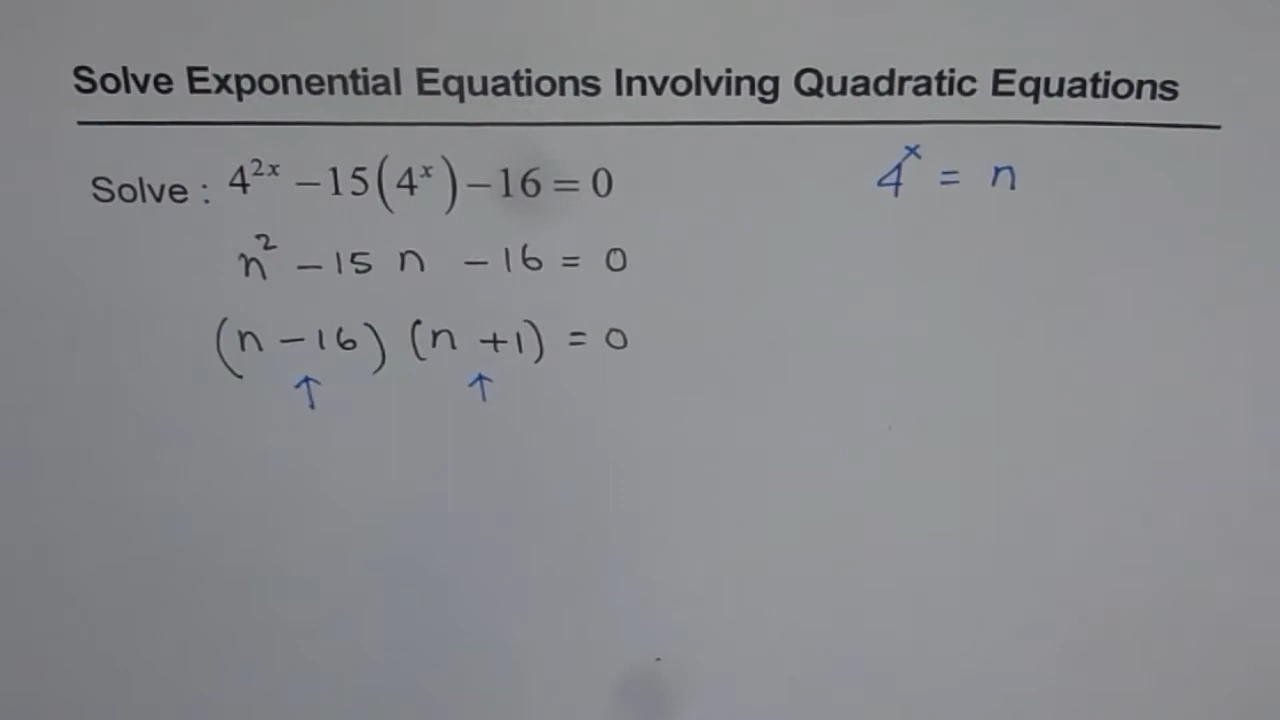 Solve Exponential Equations Involving Quadratic Equations
Solve : 4^{2x} − 15(4^x) − 16 = 0
4^x = n
n^2 − 15 n − 16 = 0
(n − 16) (n + 1) = 0
↑ ↑